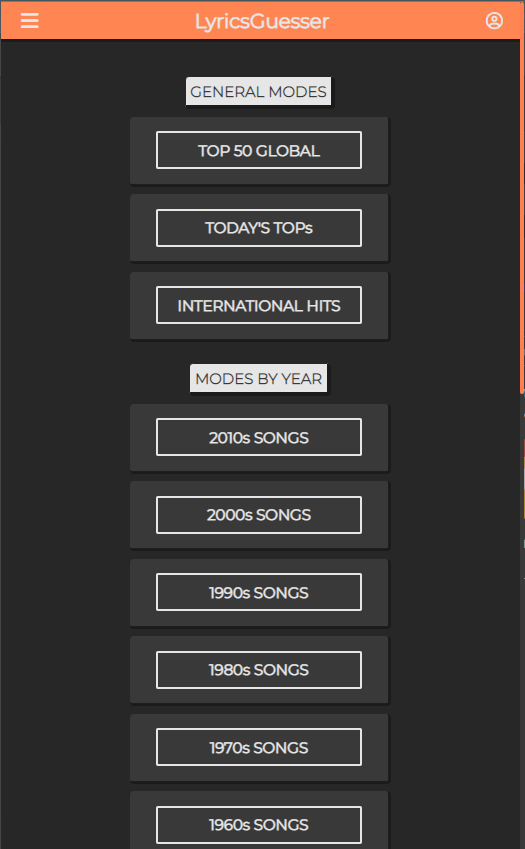 LyricsGuesser
GENERAL MODES
TOP 50 GLOBAL
TODAY'S TOPs
INTERNATIONAL HITS
MODES BY YEAR
2010s SONGS
2000s SONGS
1990s SONGS
1980s SONGS
1970s SONGS
1960s SONGS